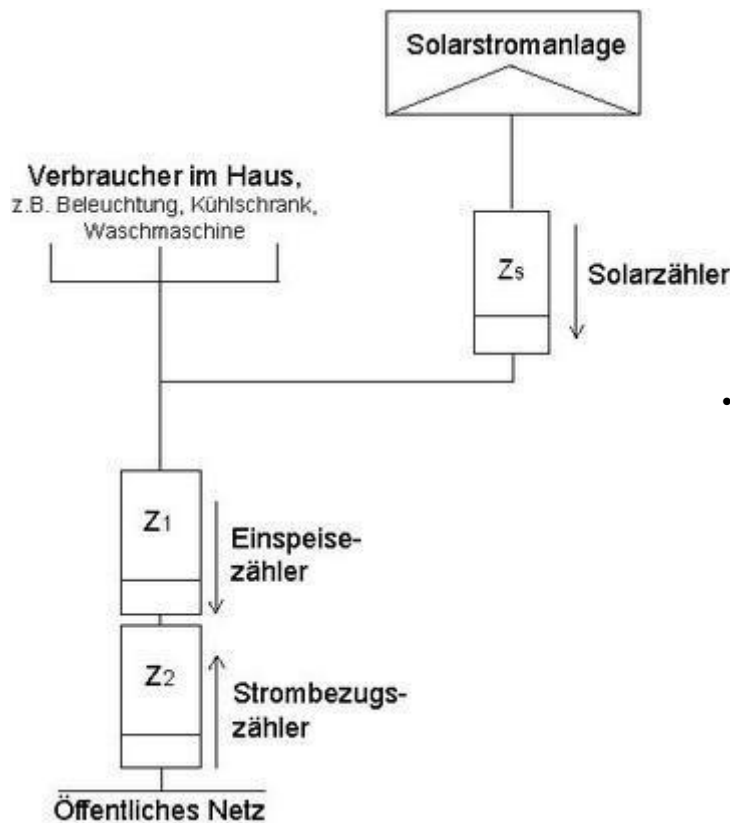 Solarstromanlage
Verbraucher im Haus,
z.B. Beleuchtung, Kühlschrank,
Waschmaschine
Zs
Solarzähler
Z1
Einspeise-
zähler
Z2
Strombezugs-
zähler
Öffentliches Netz